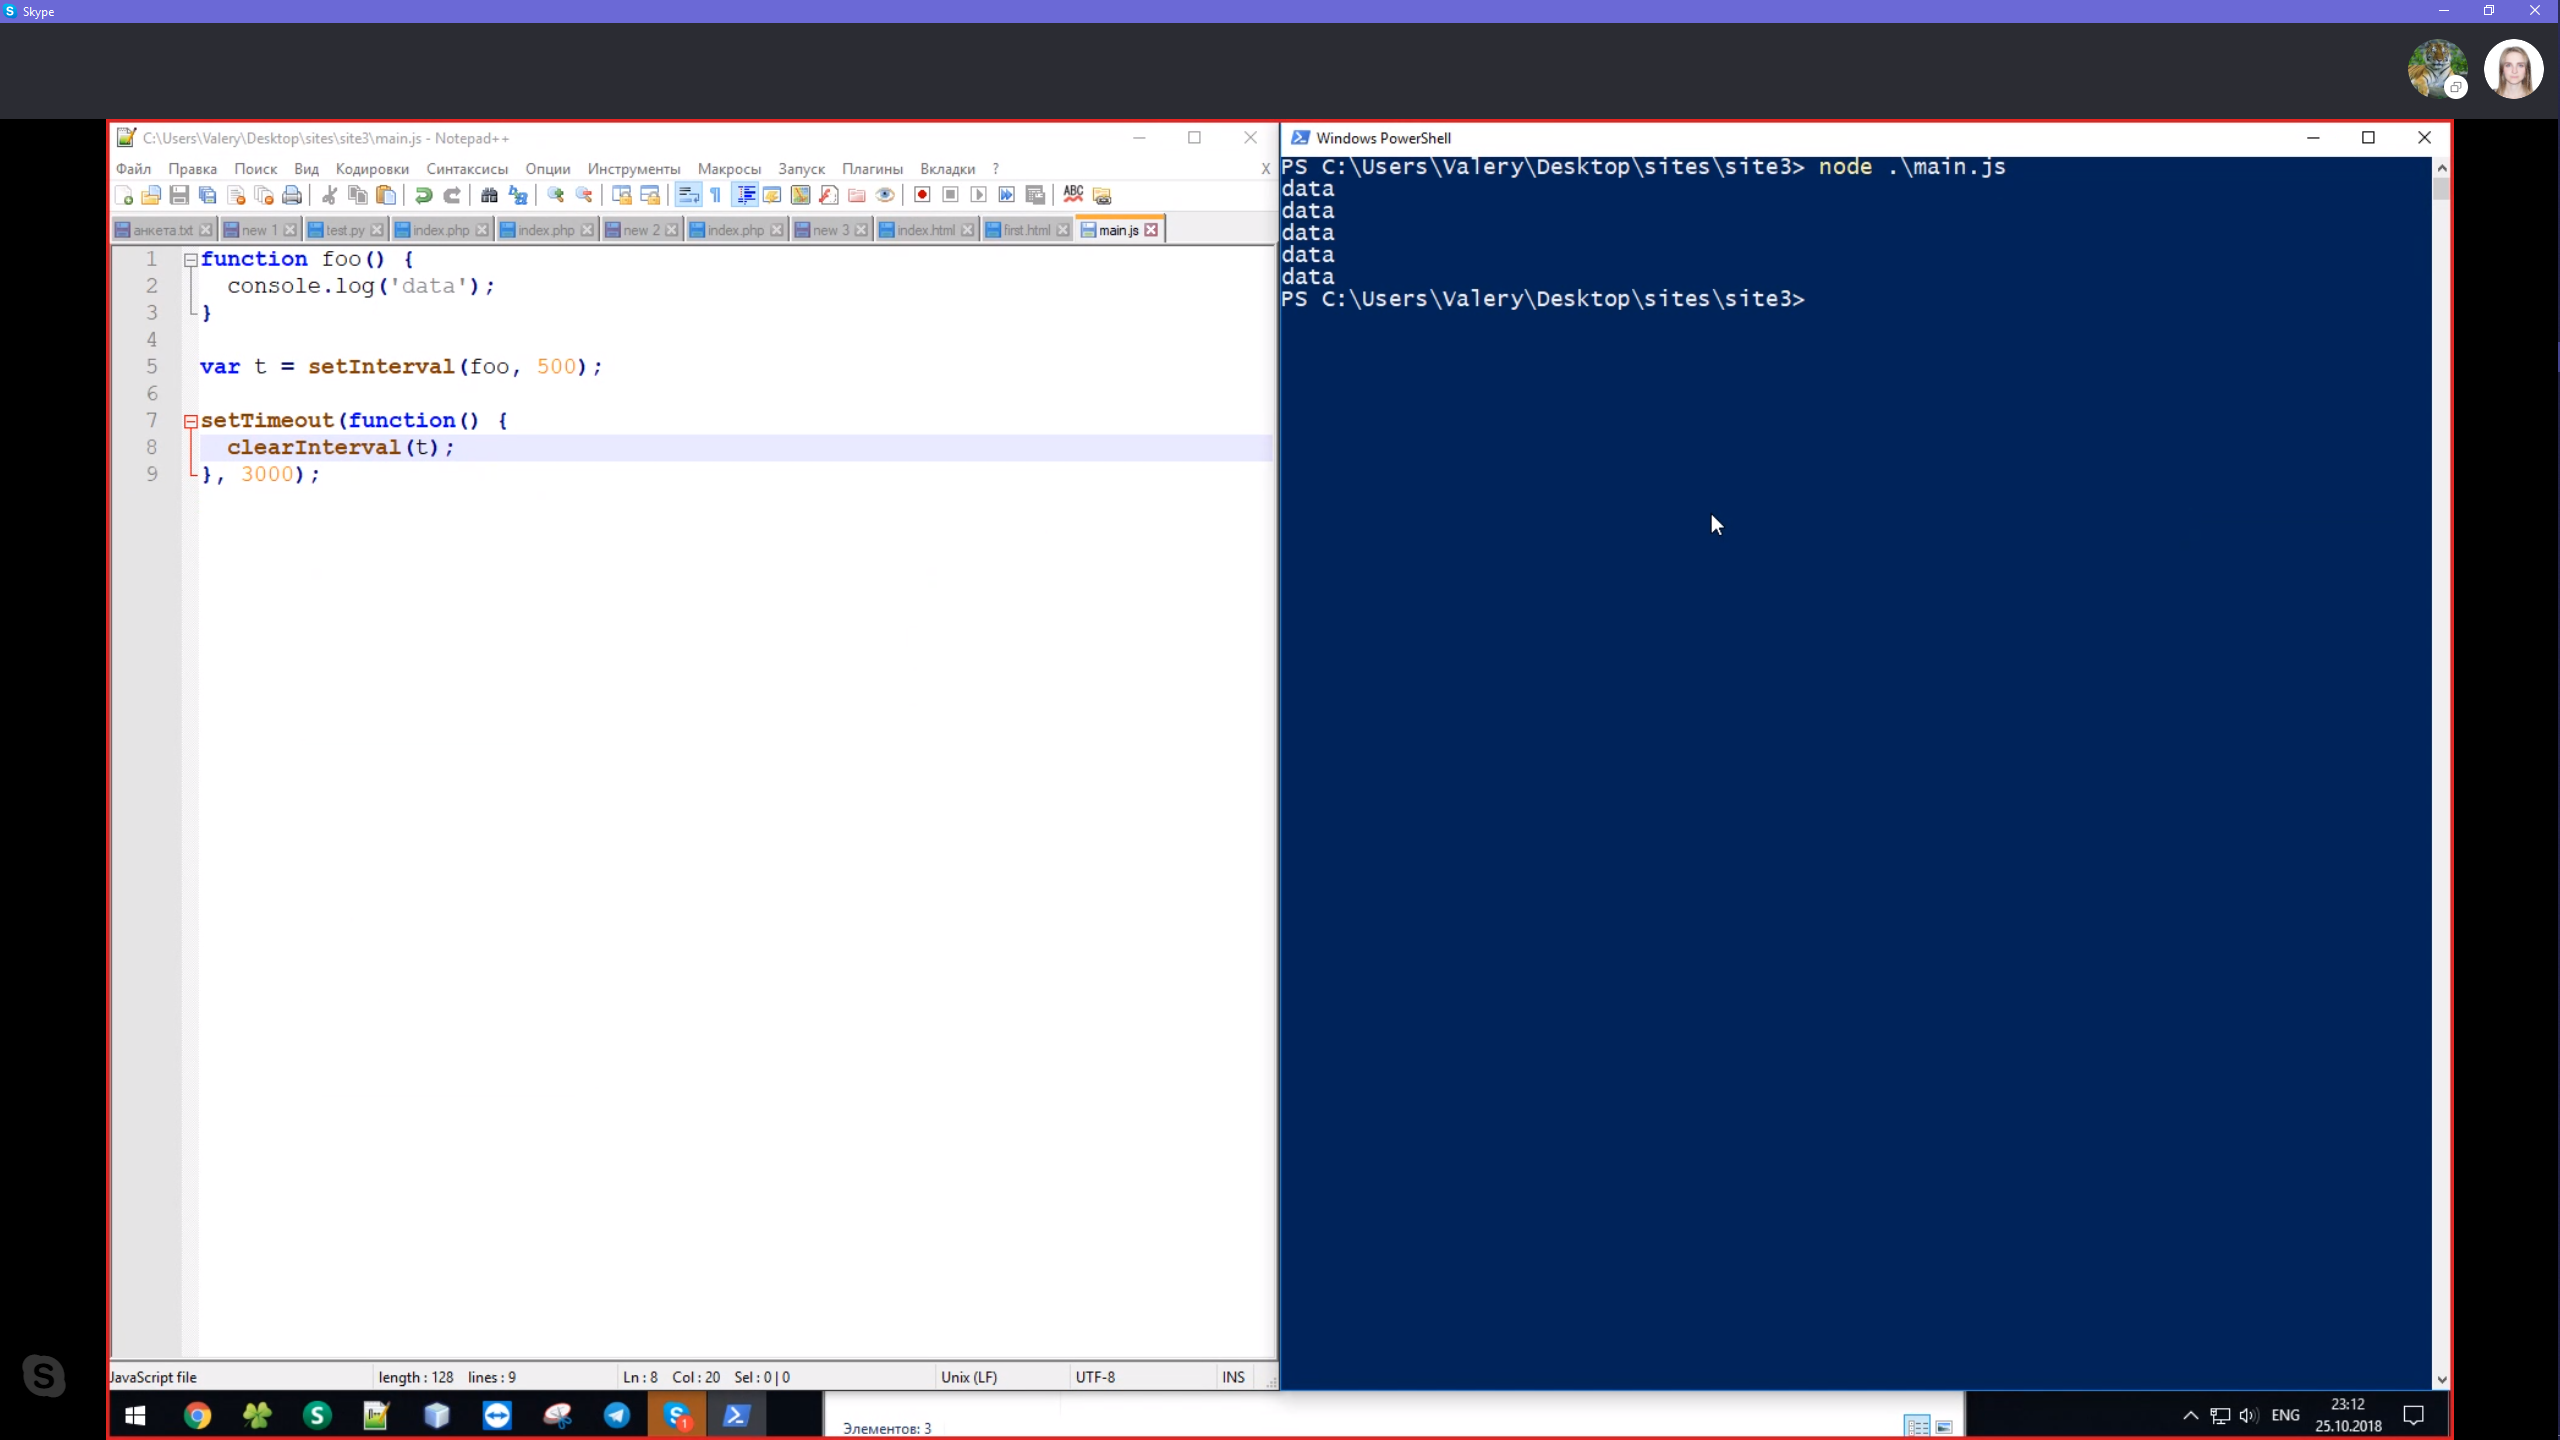 Skype
C:\Users\Valery\Desktop\sites\site3\main.js - Notepad++
Файл Правка Поиск Вид Кодировки Синтаксисы Опции Инструменты Макросы Запуск Плагины Вкладки ? X
ABC
анкета.txt new 1 test.py index.php index.php new 2 index.php new 3 index.html first.html main.js
1 function foo() {
2 console.log('data');
3 }
4
5 var t = setInterval(foo, 500);
6
7 setTimeout(function() {
8 clearInterval(t);
9 }, 3000);
JavaScript file length : 128 lines : 9 Ln : 8 Col : 20 Sel : 0 | 0 Unix (LF) UTF-8 INS
Windows PowerShell
PS C:\Users\Valery\Desktop\sites\site3> node .\main.js
data
data
data
data
data
PS C:\Users\Valery\Desktop\sites\site3>
Элементов: 3
1
ENG
23:12
25.10.2018